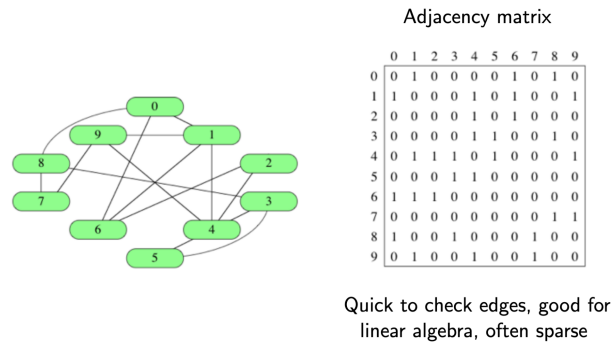 Adjacency matrix
0 1 2 3 4 5 6 7 8 9
0 0 1 0 0 0 0 1 0 1 0
1 1 0 0 0 1 0 1 0 0 1
2 0 0 0 0 1 0 1 0 0 0
3 0 0 0 0 1 1 0 0 1 0
4 0 1 1 1 0 1 0 0 0 1
5 0 0 0 1 1 0 0 0 0 0
6 1 1 1 0 0 0 0 0 0 0
7 0 0 0 0 0 0 0 0 1 1
8 1 0 0 1 0 0 0 1 0 0
9 0 1 0 0 1 0 0 1 0 0
0
9 1
8 2
7 3
6 4
5
Quick to check edges, good for
linear algebra, often sparse